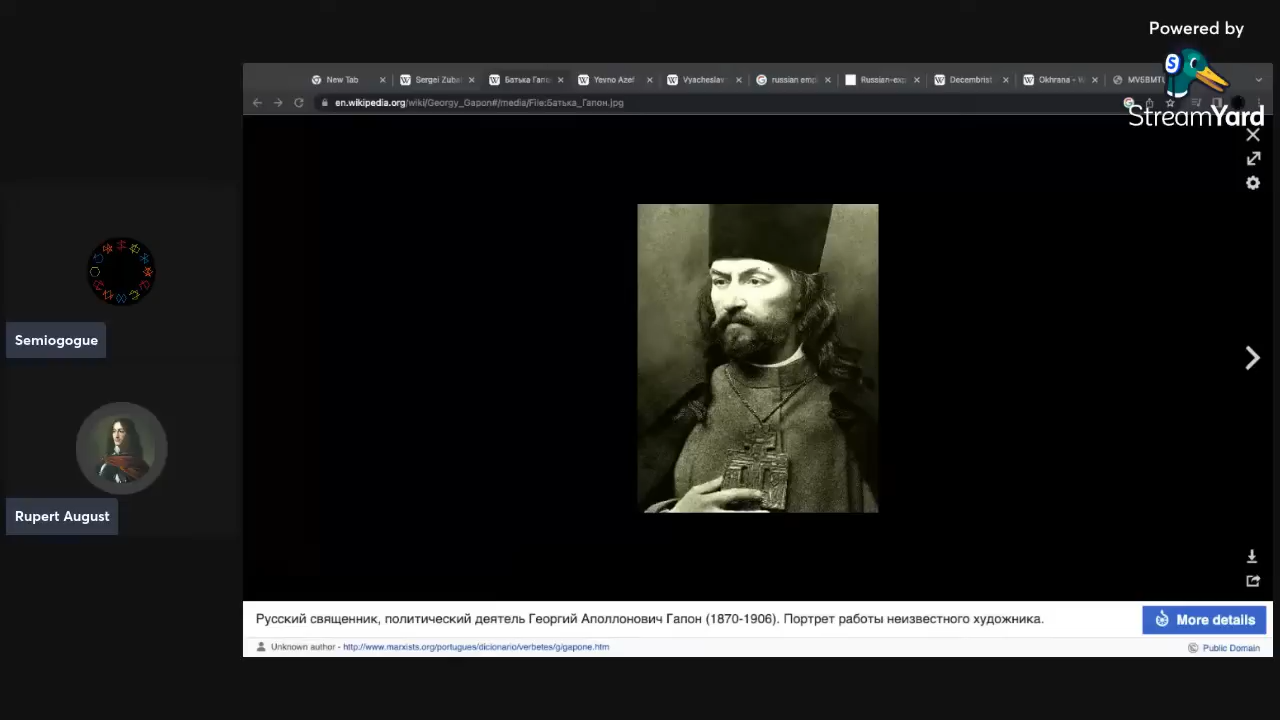 Powered by
StreamYard
New Tab
Sergei Zuba
Батька Гап
Yevno Azef
Vyacheslav
russian emp
Russian-exp
Decembrist
Okhrana - W
en.wikipedia.org/wiki/Georgy_Gapon#/media/File:Батька_Гапон.jpg
Semiogogue
Rupert August
Русский священник, политический деятель Георгий Аполлонович Гапон (1870-1906). Портрет работы неизвестного художника.
More details
Unknown author - http://www.marxists.org/portugues/dicionario/verbetes/g/gapone.htm
Public Domain